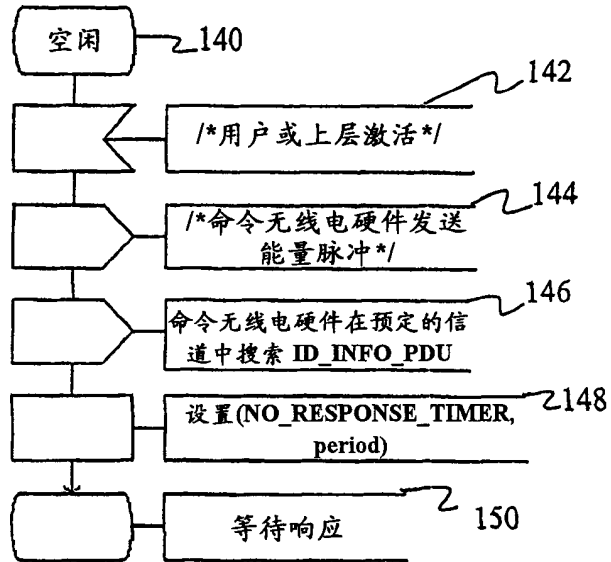 空闲
140
142
/*用户或上层激活*/
144
/*命令无线电硬件发送
能量脉冲*/
146
命令无线电硬件在预定的信
道中搜索 ID_INFO_PDU
148
设置(NO_RESPONSE_TIMER,
period)
150
等待响应